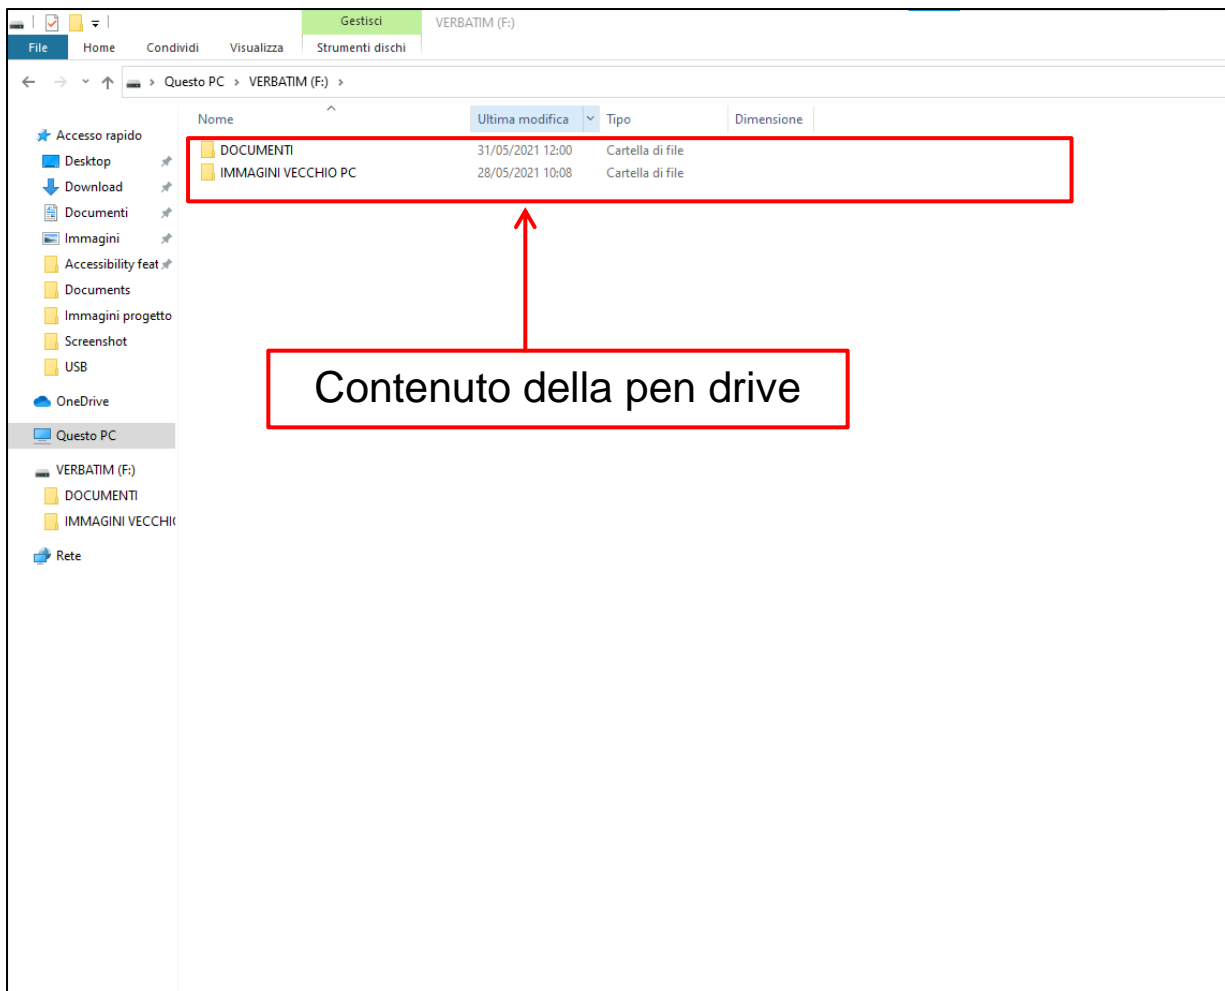 Gestisci VERBATIM (F:)
File Home Condividi Visualizza Strumenti dischi
Questo PC > VERBATIM (F:) >
Nome Ultima modifica Tipo Dimensione
Accesso rapido
Desktop
Download
Documenti
Immagini
Accessibility feat
Documents
Immagini progetto
Screenshot
USB
OneDrive
Questo PC
VERBATIM (F:)
DOCUMENTI
IMMAGINI VECCHI
Rete
DOCUMENTI 31/05/2021 12:00 Cartella di file
IMMAGINI VECCHIO PC 28/05/2021 10:08 Cartella di file
Contenuto della pen drive